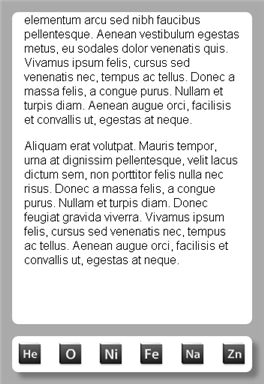 elementum arcu sed nibh faucibus
pellentesque. Aenean vestibulum egestas
metus, eu sodales dolor venenatis quis.
Vivamus ipsum felis, cursus sed
venenatis nec, tempus ac tellus. Donec a
massa felis, a congue purus. Nullam et
turpis diam. Aenean augue orci, facilisis
et convallis ut, egestas at neque.
Aliquam erat volutpat. Mauris tempor,
urna at dignissim pellentesque, velit lacus
dictum sem, non porttitor felis nulla nec
risus. Donec a massa felis, a congue
purus. Nullam et turpis diam. Donec
feugiat gravida viverra. Vivamus ipsum
felis, cursus sed venenatis nec, tempus
ac tellus. Aenean augue orci, facilisis et
convallis ut, egestas at neque.
He O Ni Fe Na Zn